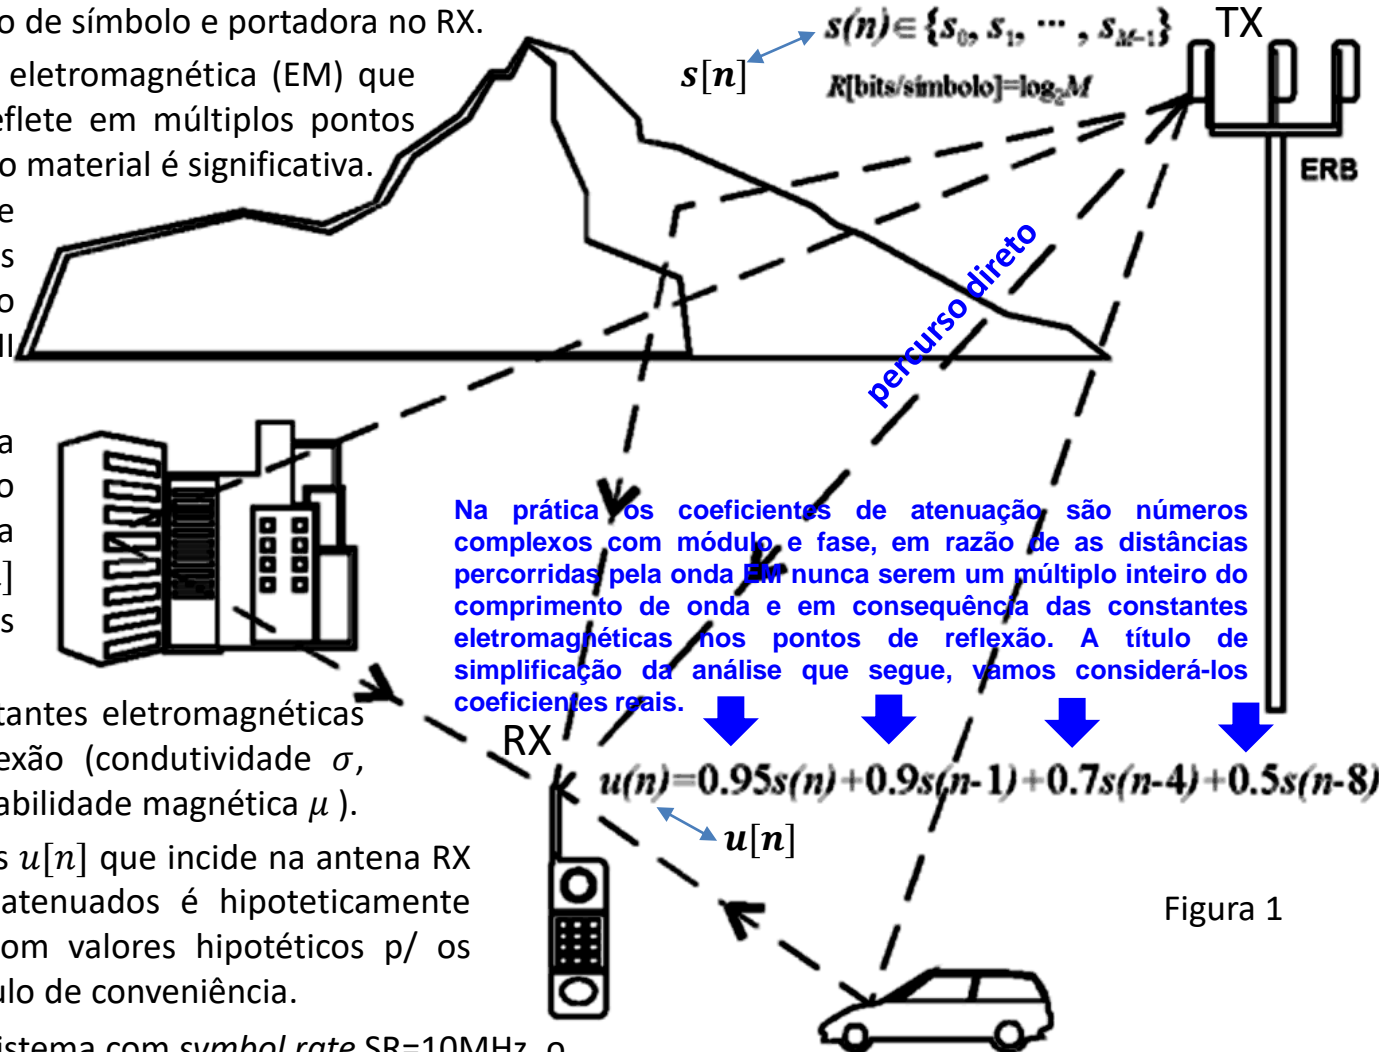 o de símbolo e portadora no RX.
eletromagnética (EM) que
eflete em múltiplos pontos
o material é significativa.
e
s
o
ll
a
o
a
]
s
tantes eletromagnéticas
exão (condutividade σ,
abilidade magnética μ ).
s u[n] que incide na antena RX
atenuados é hipoteticamente
om valores hipotéticos p/ os
ulo de conveniência.
istema com symbol rate SR=10MHz, o
s(n)∈{s₀, s₁, ⋯ , s_{M-1}}
s[n]
R[bits/símbolo]=log₂M
TX
ERB
percurso direto
Na prática os coeficientes de atenuação são números
complexos com módulo e fase, em razão de as distâncias
percorridas pela onda EM nunca serem um múltiplo inteiro do
comprimento de onda e em consequência das constantes
eletromagnéticas nos pontos de reflexão. A título de
simplificação da análise que segue, vamos considerá-los
coeficientes reais.
RX
u(n)=0.95s(n)+0.9s(n-1)+0.7s(n-4)+0.5s(n-8)
u[n]
Figura 1